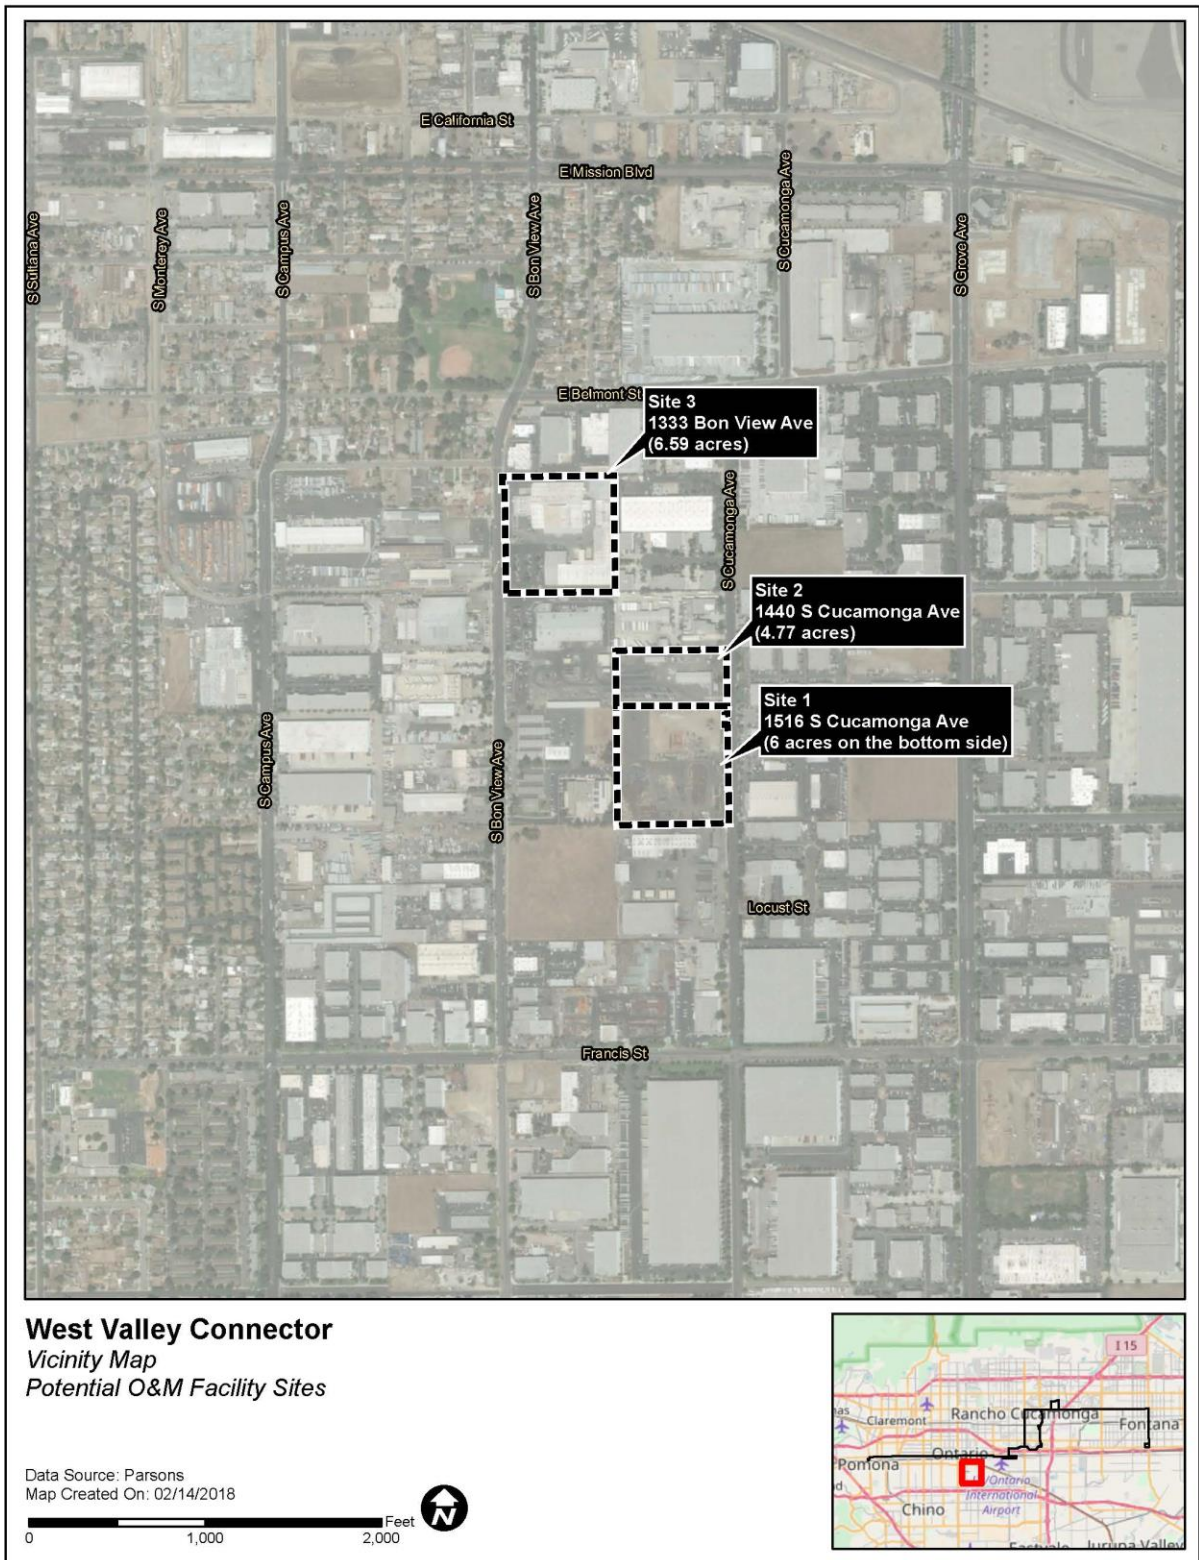 E California St
E Mission Blvd
S Cucamonga Ave
S Sultana Ave
S Monterey Ave
S Campus Ave
S Bon View Ave
S Grove Ave
E Belmont St
Site 3
1333 Bon View Ave
(6.59 acres)
S Cucamonga Ave
Site 2
1440 S Cucamonga Ave
(4.77 acres)
Site 1
1516 S Cucamonga Ave
(6 acres on the bottom side)
S Campus Ave
S Bon View Ave
Locust St
Francis St
West Valley Connector
Vicinity Map
Potential O&M Facility Sites
Data Source: Parsons
Map Created On: 02/14/2018
Feet
0 1,000 2,000
N
I 15
Claremont
Rancho Cucamonga
Fontana
Ontario
Pomona
/Ontario
International
Airport
Chino
Jurupa Valley